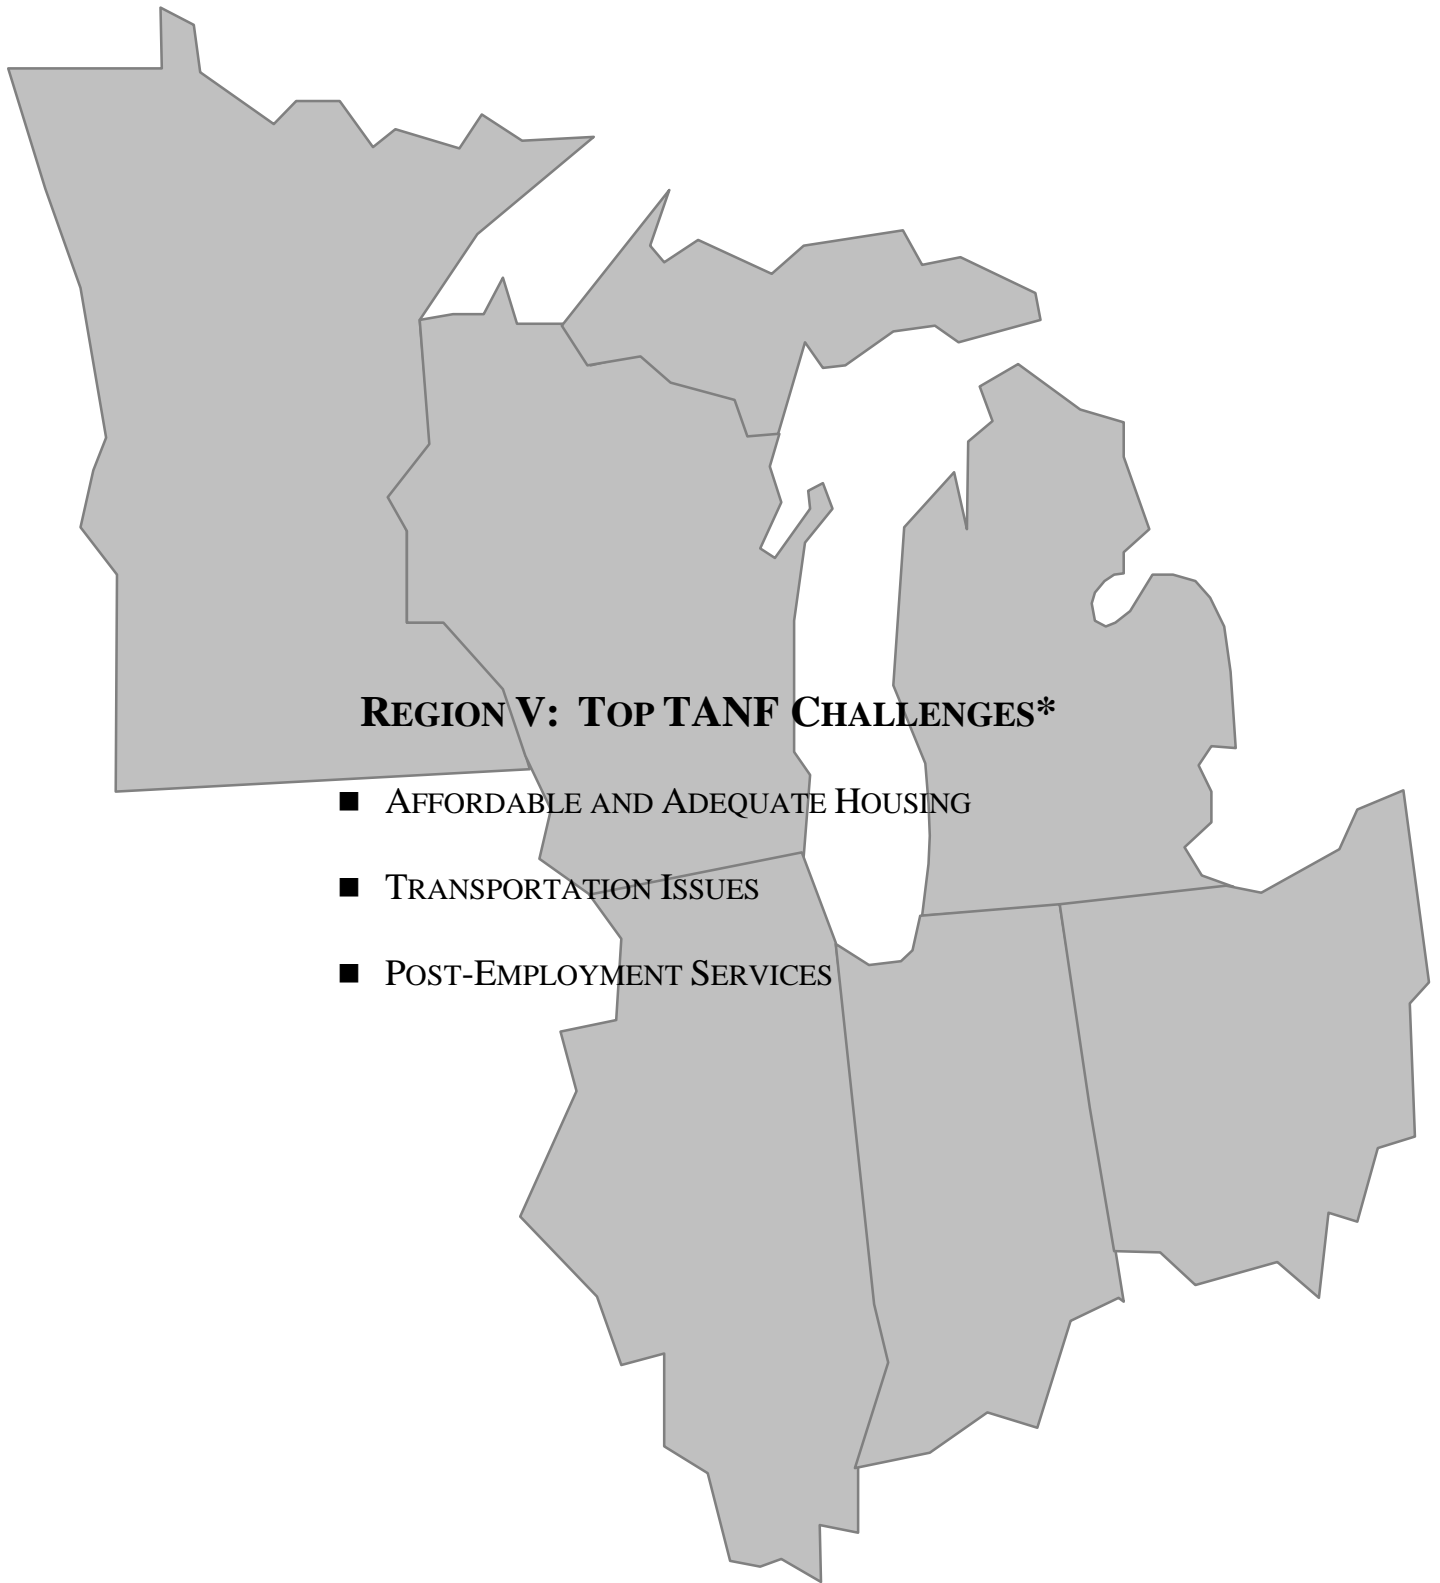 REGION V: TOP TANF CHALLENGES*
■ AFFORDABLE AND ADEQUATE HOUSING
■ TRANSPORTATION ISSUES
■ POST-EMPLOYMENT SERVICES